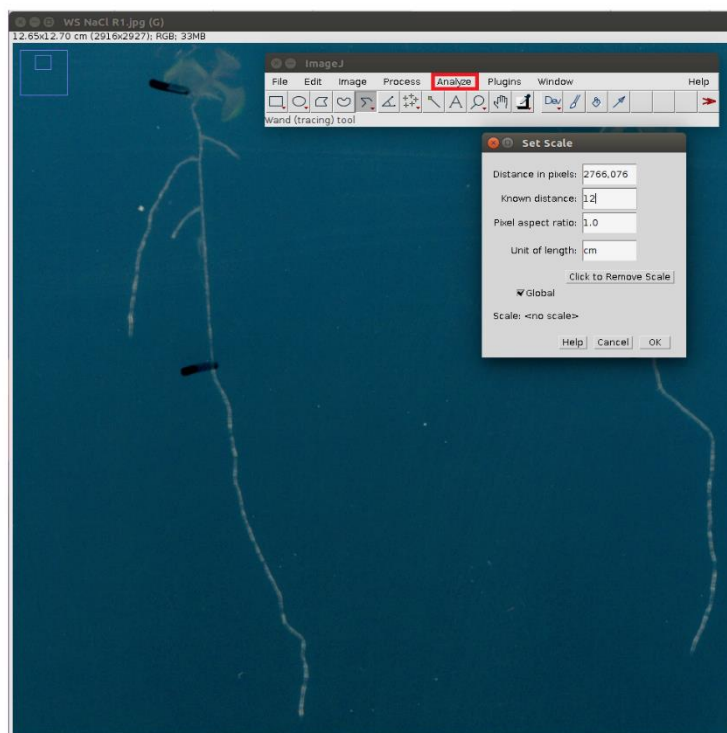 WS NaCl R1.jpg (G)
12.65x12.70 cm (2916x2927); RGB; 33MB
ImageJ
File Edit Image Process Analyze Plugins Window Help
A Dev
Wand (tracing) tool
Set Scale
Distance in pixels: 2766,076
Known distance: 12
Pixel aspect ratio: 1.0
Unit of length: cm
Click to Remove Scale
Global
Scale: <no scale>
Help Cancel OK